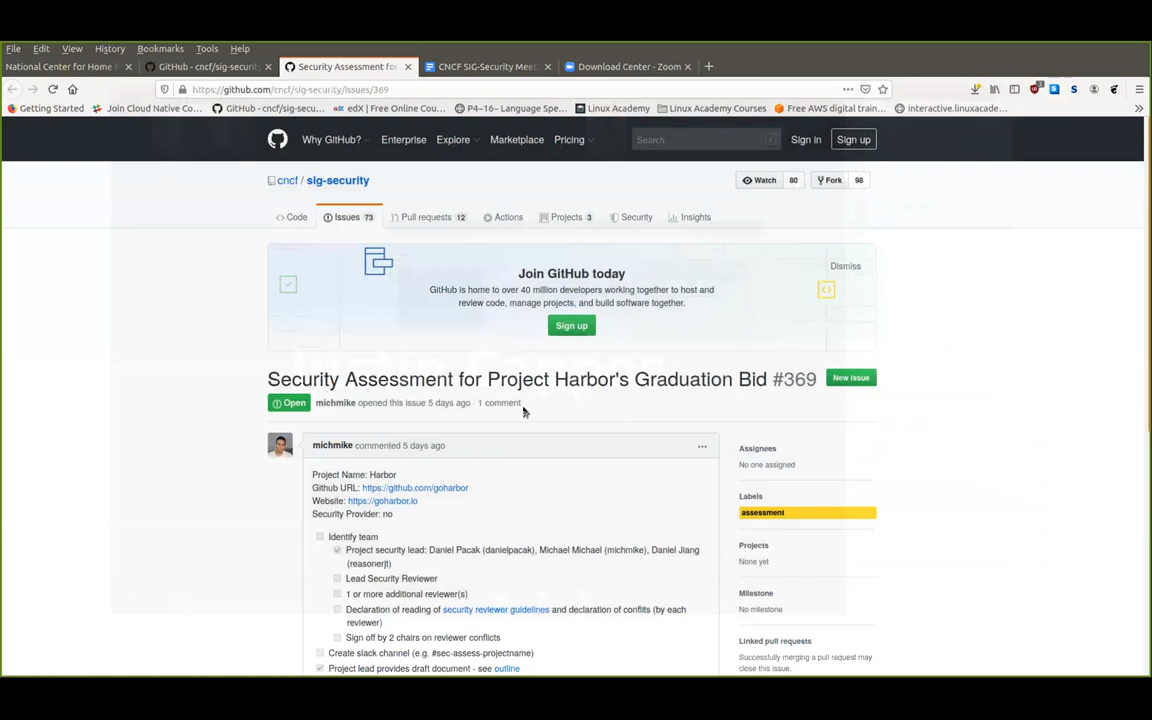 File Edit View History Bookmarks Tools Help
National Center for Home F GitHub - cncf/sig-securit Security Assessment fo CNCF SIG-Security Mee Download Center - Zoom
https://github.com/cncf/sig-security/issues/369
Getting Started Join Cloud Native Co... GitHub - cncf/sig-secu... edX | Free Online Cou... P4~16~ Language Spe... Linux Academy Linux Academy Courses Free AWS digital train... interactive.linuxacade...
Why GitHub? Enterprise Explore Marketplace Pricing Search / Sign in Sign up
cncf / sig-security Watch 80 Fork 98
Code Issues 73 Pull requests 12 Actions Projects 3 Security Insights
Join GitHub today
Dismiss
GitHub is home to over 40 million developers working together to host and
review code, manage projects, and build software together.
Sign up
Security Assessment for Project Harbor's Graduation Bid #369 New issue
Open michmike opened this issue 5 days ago · 1 comment
michmike commented 5 days ago
Project Name: Harbor
Github URL: https://github.com/goharbor
Website: https://goharbor.io
Security Provider: no
Identify team
Project security lead: Daniel Pacak (danielpacak), Michael Michael (michmike), Daniel Jiang
(reasonerjt)
Lead Security Reviewer
1 or more additional reviewer(s)
Declaration of reading of security reviewer guidelines and declaration of conflits (by each
reviewer)
Sign off by 2 chairs on reviewer conflicts
Create slack channel (e.g. #sec-assess-projectname)
Project lead provides draft document - see outline
Assignees
No one assigned
Labels
assessment
Projects
None yet
Milestone
No milestone
Linked pull requests
Successfully merging a pull request may
close this issue.